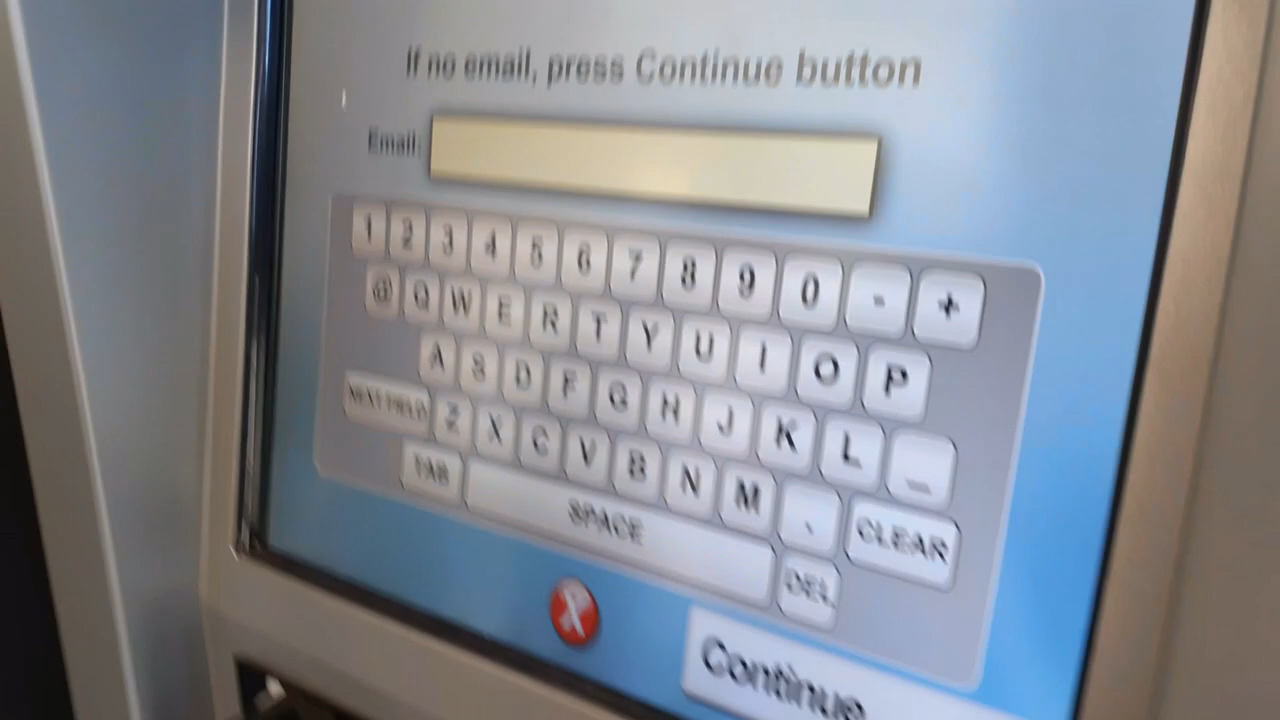 If no email, press Continue button
Email:
1 2 3 4 5 6 7 8 9 0 - +
@ Q W E R T Y U I O P
A S D F G H J K L _
NEXT FIELD Z X C V B N M . CLEAR
TAB SPACE DEL
X
Continue